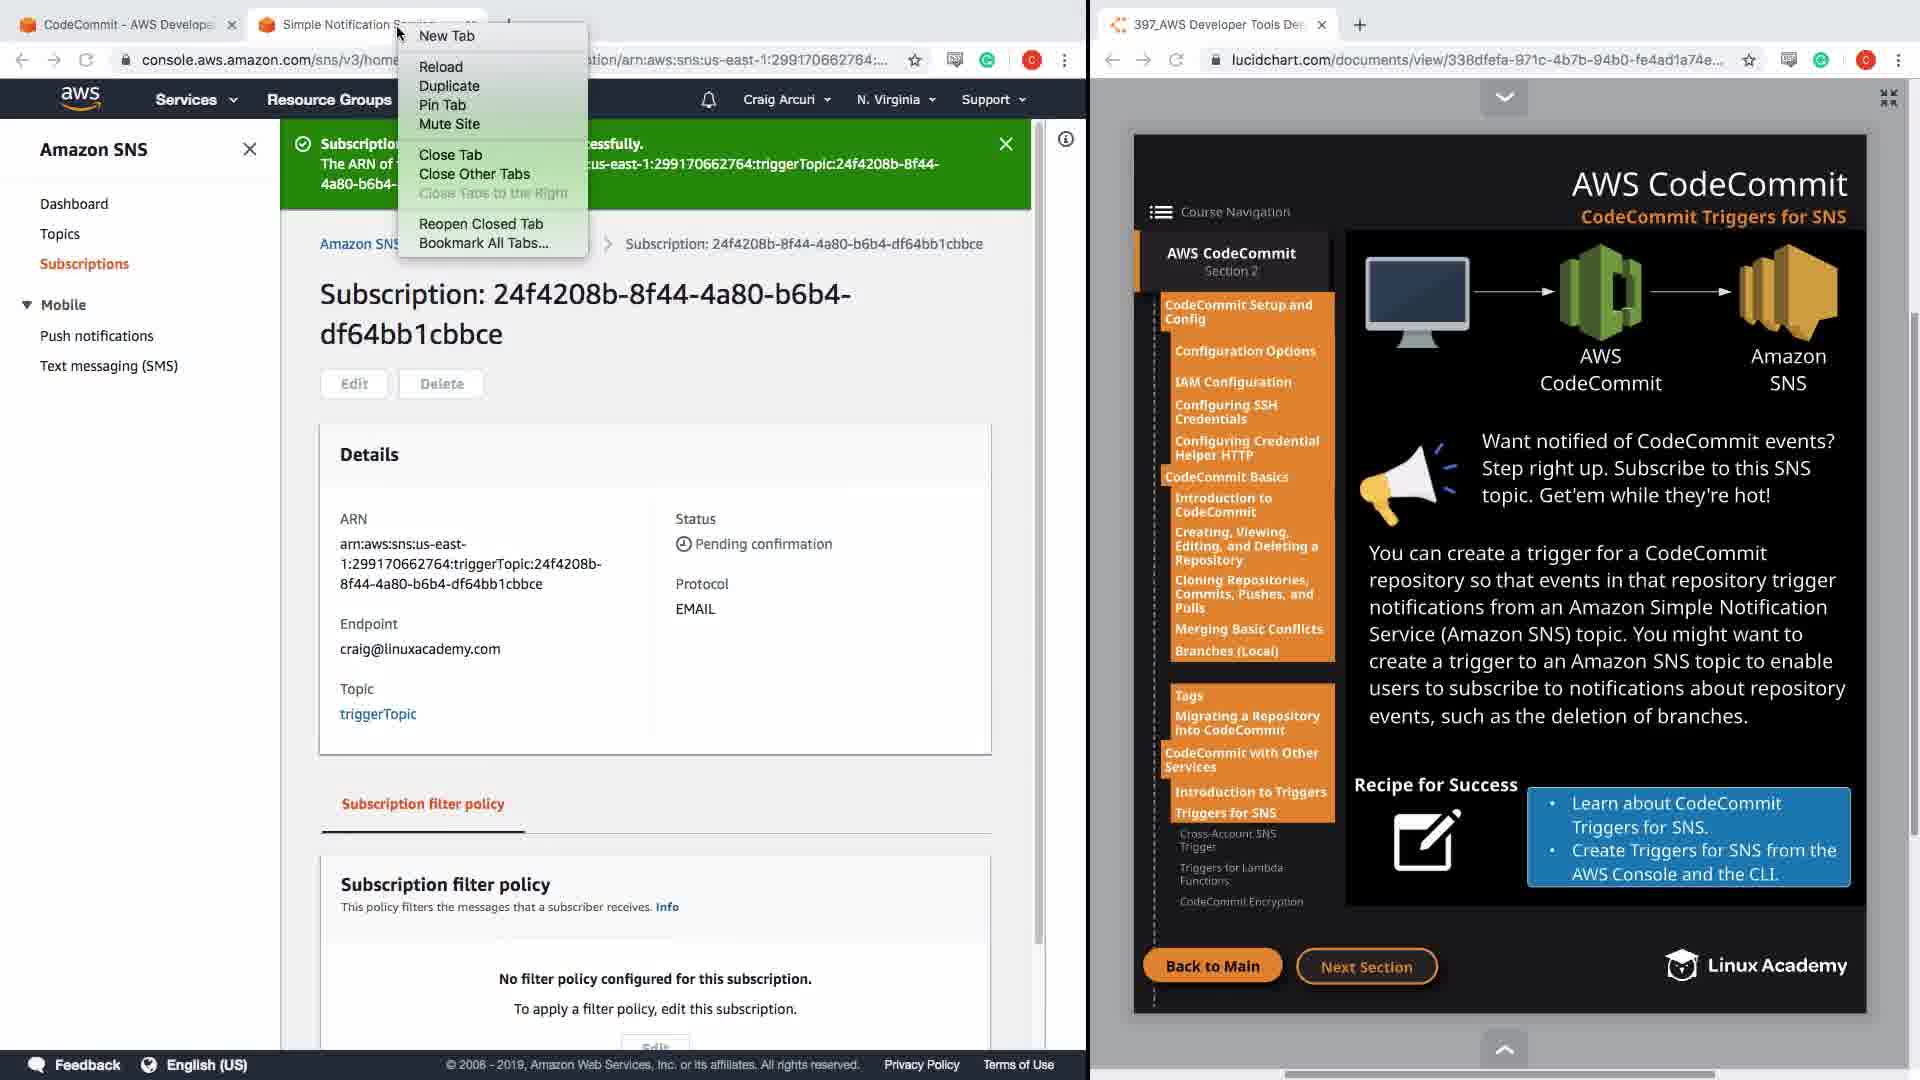 CodeCommit - AWS Develope
Simple Notification
397_AWS Developer Tools De
console.aws.amazon.com/sns/v3/home
tion/arn:aws:sns:us-east-1:299170662764:...
lucidchart.com/documents/view/338dfefa-971c-4b7b-94b0-fe4ad1a74e...
New Tab
Reload
Duplicate
Pin Tab
Mute Site
Close Tab
Close Other Tabs
Close Tabs to the Right
Reopen Closed Tab
Bookmark All Tabs...
aws
Services
Resource Groups
Craig Arcuri
N. Virginia
Support
Amazon SNS
Dashboard
Topics
Subscriptions
Mobile
Push notifications
Text messaging (SMS)
Subscriptio
essfully.
The ARN of
us-east-1:299170662764:triggerTopic:24f4208b-8f44-
4a80-b6b4-
Amazon SNS
Subscription: 24f4208b-8f44-4a80-b6b4-df64bb1cbbce
Subscription: 24f4208b-8f44-4a80-b6b4-
df64bb1cbbce
Edit
Delete
Details
ARN
arn:aws:sns:us-east-
1:299170662764:triggerTopic:24f4208b-
8f44-4a80-b6b4-df64bb1cbbce
Endpoint
craig@linuxacademy.com
Topic
triggerTopic
Status
Pending confirmation
Protocol
EMAIL
Subscription filter policy
Subscription filter policy
This policy filters the messages that a subscriber receives. Info
No filter policy configured for this subscription.
To apply a filter policy, edit this subscription.
Edit
Feedback
English (US)
© 2008 - 2019, Amazon Web Services, Inc. or its affiliates. All rights reserved.
Privacy Policy
Terms of Use
AWS CodeCommit
CodeCommit Triggers for SNS
Course Navigation
AWS CodeCommit
Section 2
CodeCommit Setup and
Config
Configuration Options
IAM Configuration
Configuring SSH
Credentials
Configuring Credential
Helper HTTP
CodeCommit Basics
Introduction to
CodeCommit
Creating, Viewing,
Editing, and Deleting a
Repository
Cloning Repositories,
Commits, Pushes, and
Pulls
Merging Basic Conflicts
Branches (Local)
Tags
Migrating a Repository
into CodeCommit
CodeCommit with Other
Services
Introduction to Triggers
Triggers for SNS
Cross-Account SNS
Trigger
Triggers for Lambda
Functions
CodeCommit Encryption
AWS
CodeCommit
Amazon
SNS
Want notified of CodeCommit events?
Step right up. Subscribe to this SNS
topic. Get'em while they're hot!
You can create a trigger for a CodeCommit
repository so that events in that repository trigger
notifications from an Amazon Simple Notification
Service (Amazon SNS) topic. You might want to
create a trigger to an Amazon SNS topic to enable
users to subscribe to notifications about repository
events, such as the deletion of branches.
Recipe for Success
• Learn about CodeCommit
Triggers for SNS.
• Create Triggers for SNS from the
AWS Console and the CLI.
Back to Main
Next Section
Linux Academy